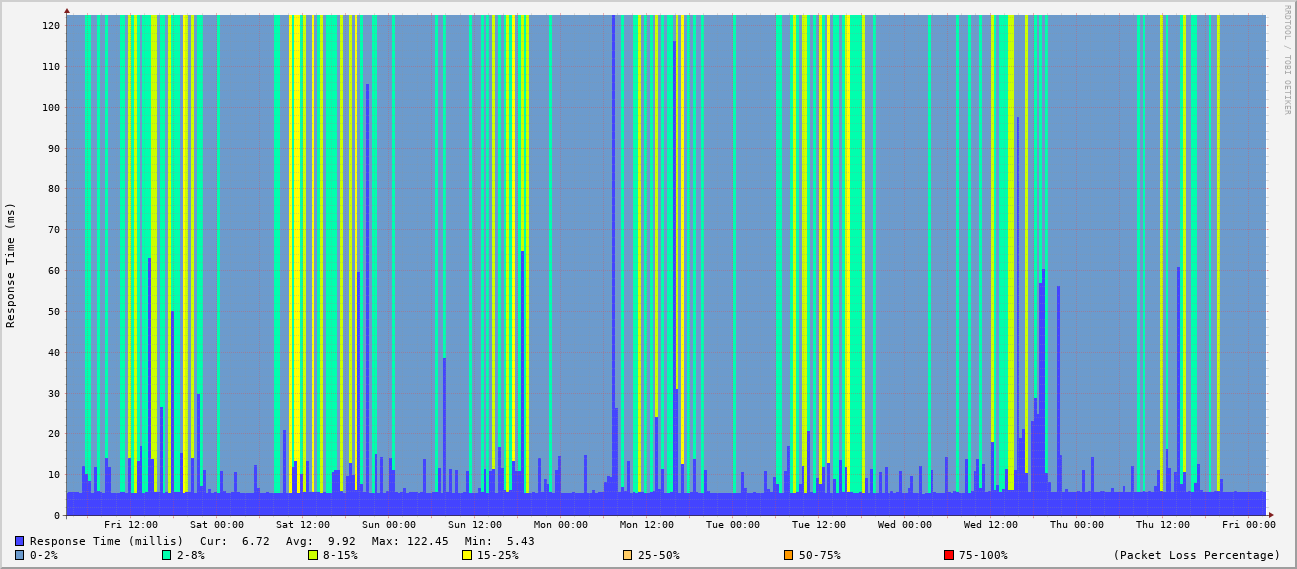 RRDTOOL / TOBI OETIKER
Response Time (ms)
120
110
100
90
80
70
60
50
40
30
20
10
0
Fri 12:00 Sat 00:00 Sat 12:00 Sun 00:00 Sun 12:00 Mon 00:00 Mon 12:00 Tue 00:00 Tue 12:00 Wed 00:00 Wed 12:00 Thu 00:00 Thu 12:00 Fri 00:00
Response Time (millis) Cur: 6.72 Avg: 9.92 Max: 122.45 Min: 5.43
0-2% 2-8% 8-15% 15-25% 25-50% 50-75% 75-100% (Packet Loss Percentage)